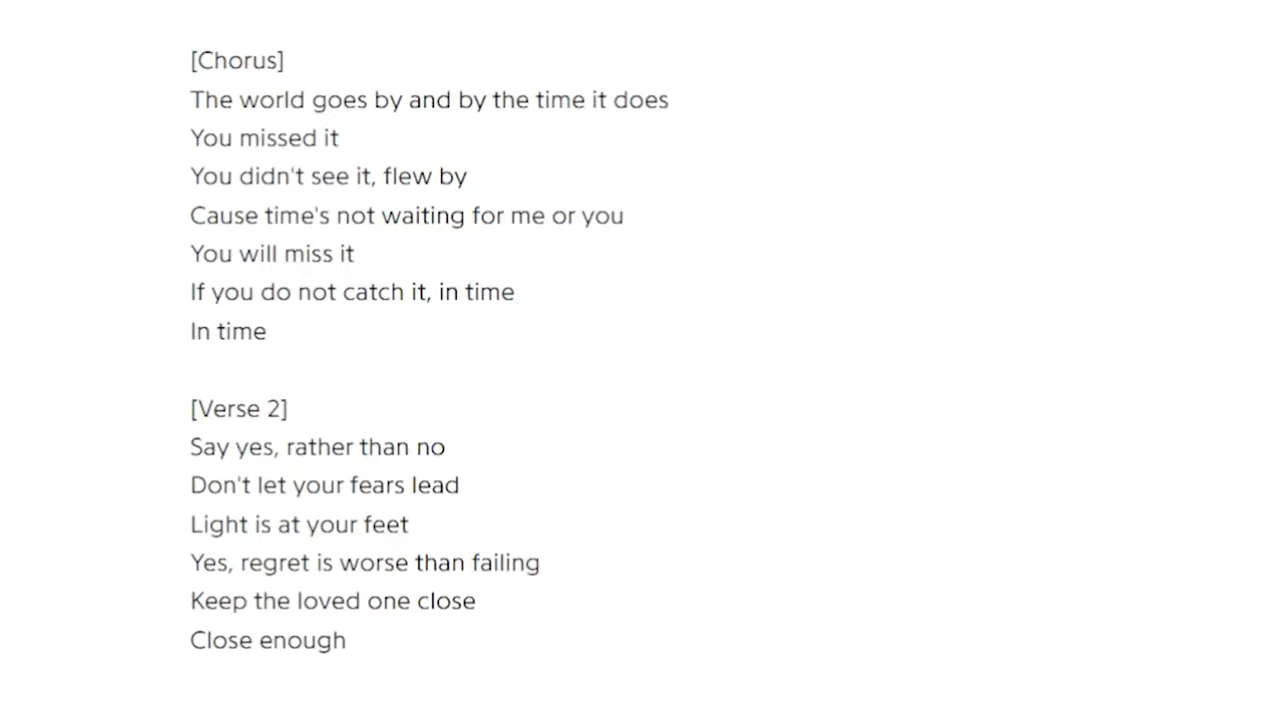 [Chorus]
The world goes by and by the time it does
You missed it
You didn't see it, flew by
Cause time's not waiting for me or you
You will miss it
If you do not catch it, in time
In time
[Verse 2]
Say yes, rather than no
Don't let your fears lead
Light is at your feet
Yes, regret is worse than failing
Keep the loved one close
Close enough